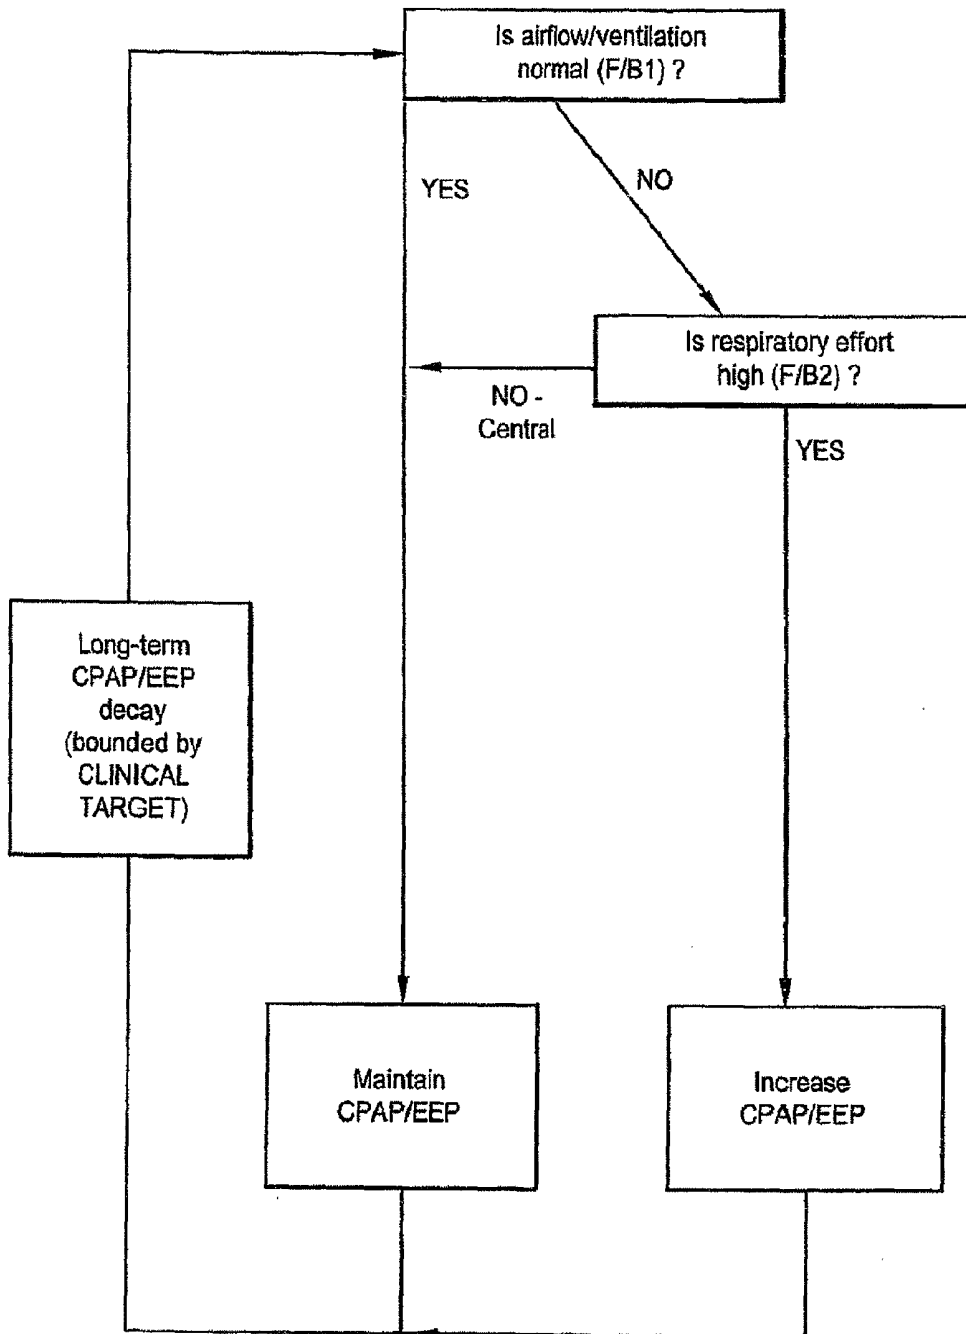 Is airflow/ventilation
normal (F/B1) ?
YES
NO
Is respiratory effort
high (F/B2) ?
NO -
Central
YES
Long-term
CPAP/EEP
decay
(bounded by
CLINICAL
TARGET)
Maintain
CPAP/EEP
Increase
CPAP/EEP